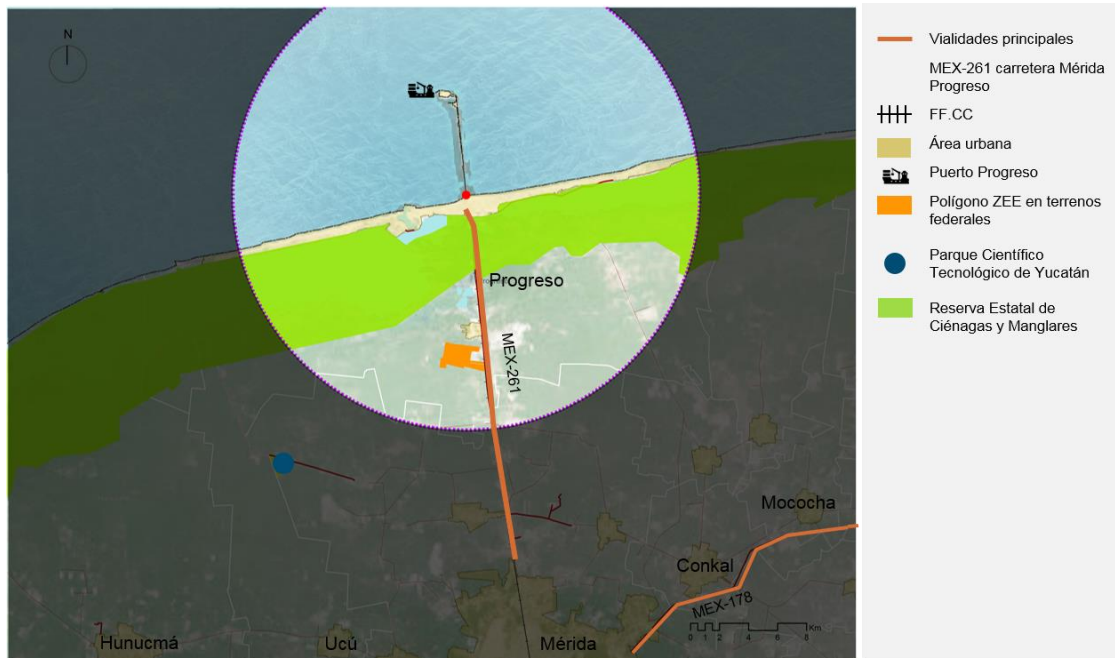 N
Progreso
MEX-261
Mococha
Conkal
MEX-178
Km
0 1 2 4 6 8
Hunucmá
Ucú
Mérida
Vialidades principales
MEX-261 carretera Mérida
Progreso
FF.CC
Área urbana
Puerto Progreso
Polígono ZEE en terrenos
federales
Parque Científico
Tecnológico de Yucatán
Reserva Estatal de
Ciénagas y Manglares